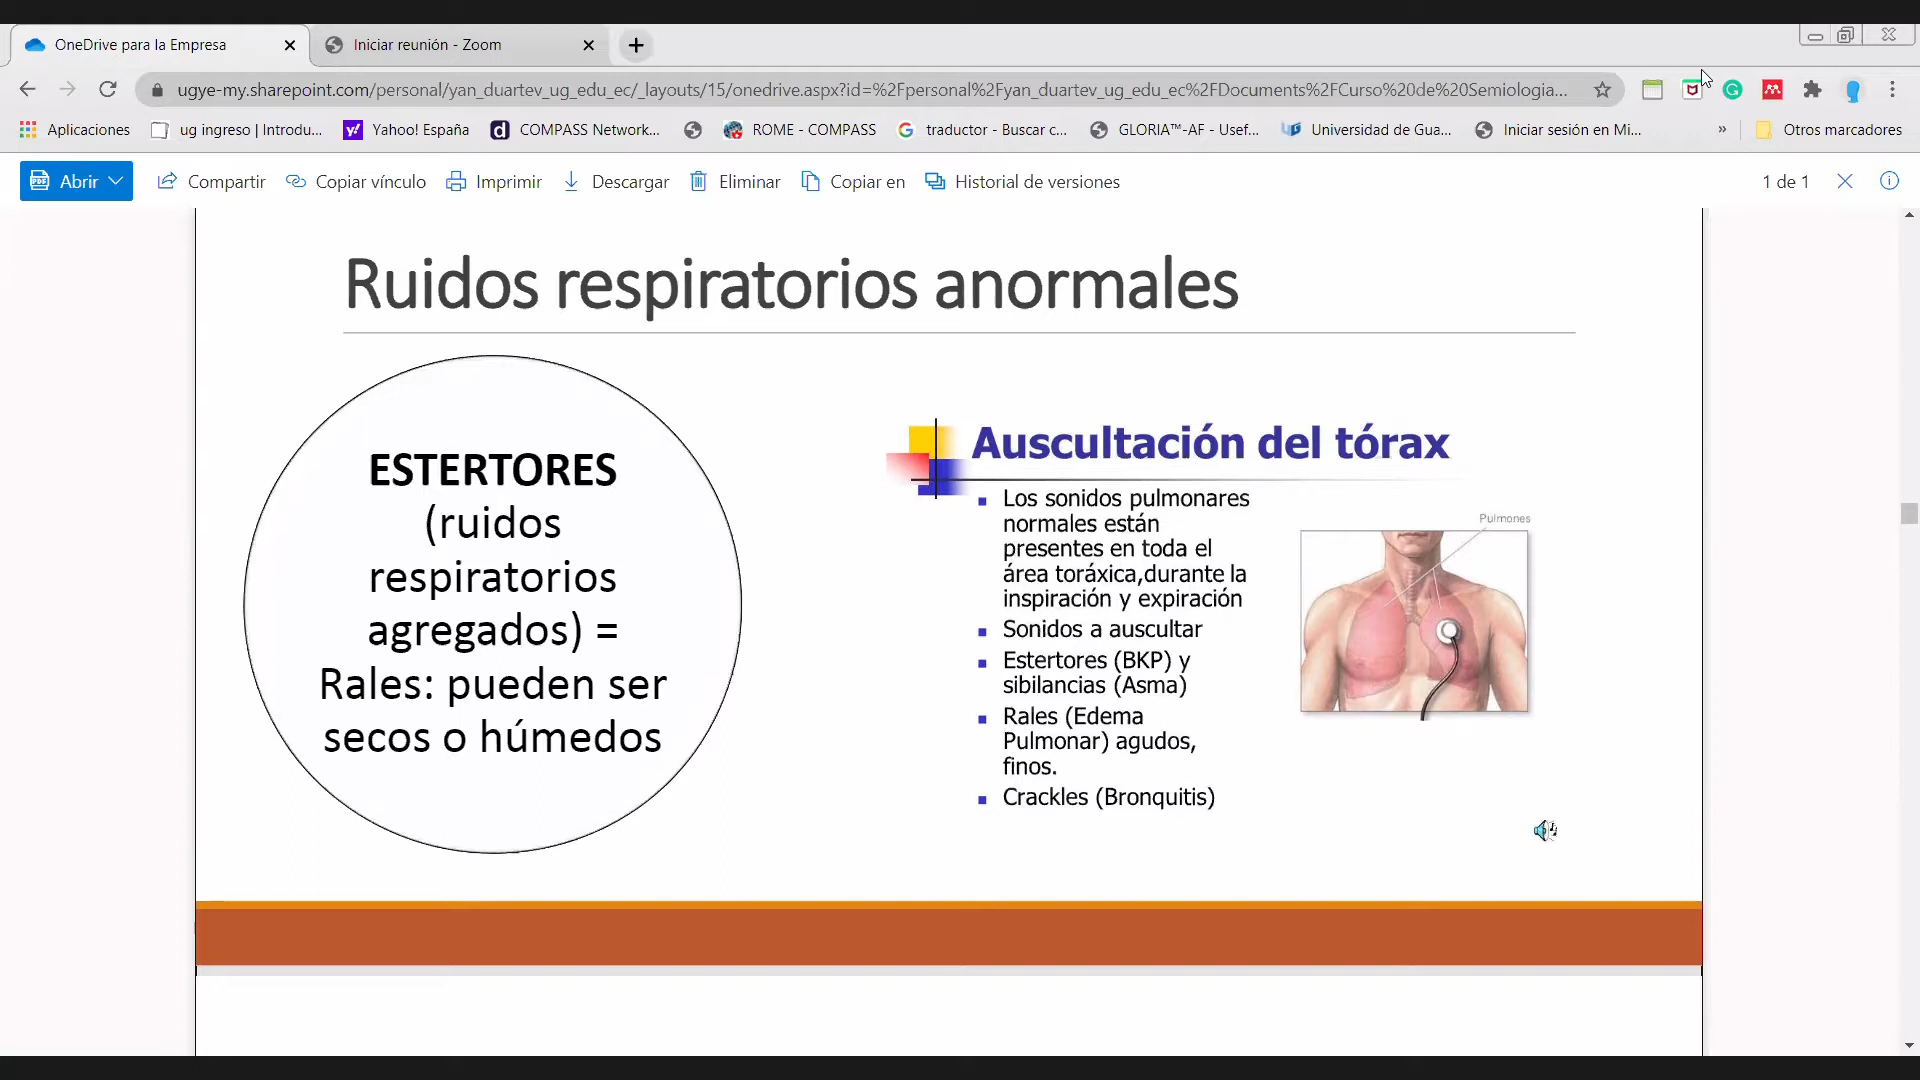 OneDrive para la Empresa
Iniciar reunión - Zoom
ugye-my.sharepoint.com/personal/yan_duartev_ug_edu_ec/_layouts/15/onedrive.aspx?id=%2Fpersonal%2Fyan_duartev_ug_edu_ec%2FDocuments%2FCurso%20de%20Semiologia...
Aplicaciones
ug ingreso | Introdu...
Yahoo! España
COMPASS Network...
ROME - COMPASS
traductor - Buscar c...
GLORIA™-AF - Usef...
Universidad de Gua...
Iniciar sesión en Mi...
»
Otros marcadores
Abrir
Compartir
Copiar vínculo
Imprimir
Descargar
Eliminar
Copiar en
Historial de versiones
1 de 1
Ruidos respiratorios anormales
ESTERTORES
(ruidos
respiratorios
agregados) =
Rales: pueden ser
secos o húmedos
Auscultación del tórax
Los sonidos pulmonares
normales están
presentes en toda el
área toráxica,durante la
inspiración y expiración
Sonidos a auscultar
Estertores (BKP) y
sibilancias (Asma)
Rales (Edema
Pulmonar) agudos,
finos.
Crackles (Bronquitis)
Pulmones